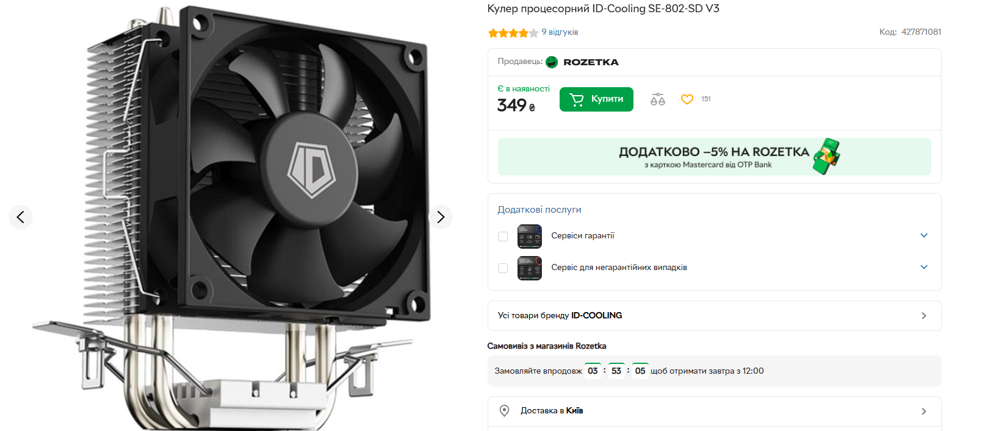 Кулер процесорний ID-Cooling SE-802-SD V3
9 відгуків
Код: 427871081
Продавець: ROZETKA
Є в наявності
349 ₴
Купити
151
ДОДАТКОВО –5% НА ROZETKA
з карткою Mastercard від OTP Bank
Додаткові послуги
Сервіси гарантії
Сервіс для негарантійних випадків
Усі товари бренду ID-COOLING
Самовивіз з магазинів Rozetka
Замовляйте впродовж 03 : 53 : 05 щоб отримати завтра з 12:00
Доставка в Київ
ID